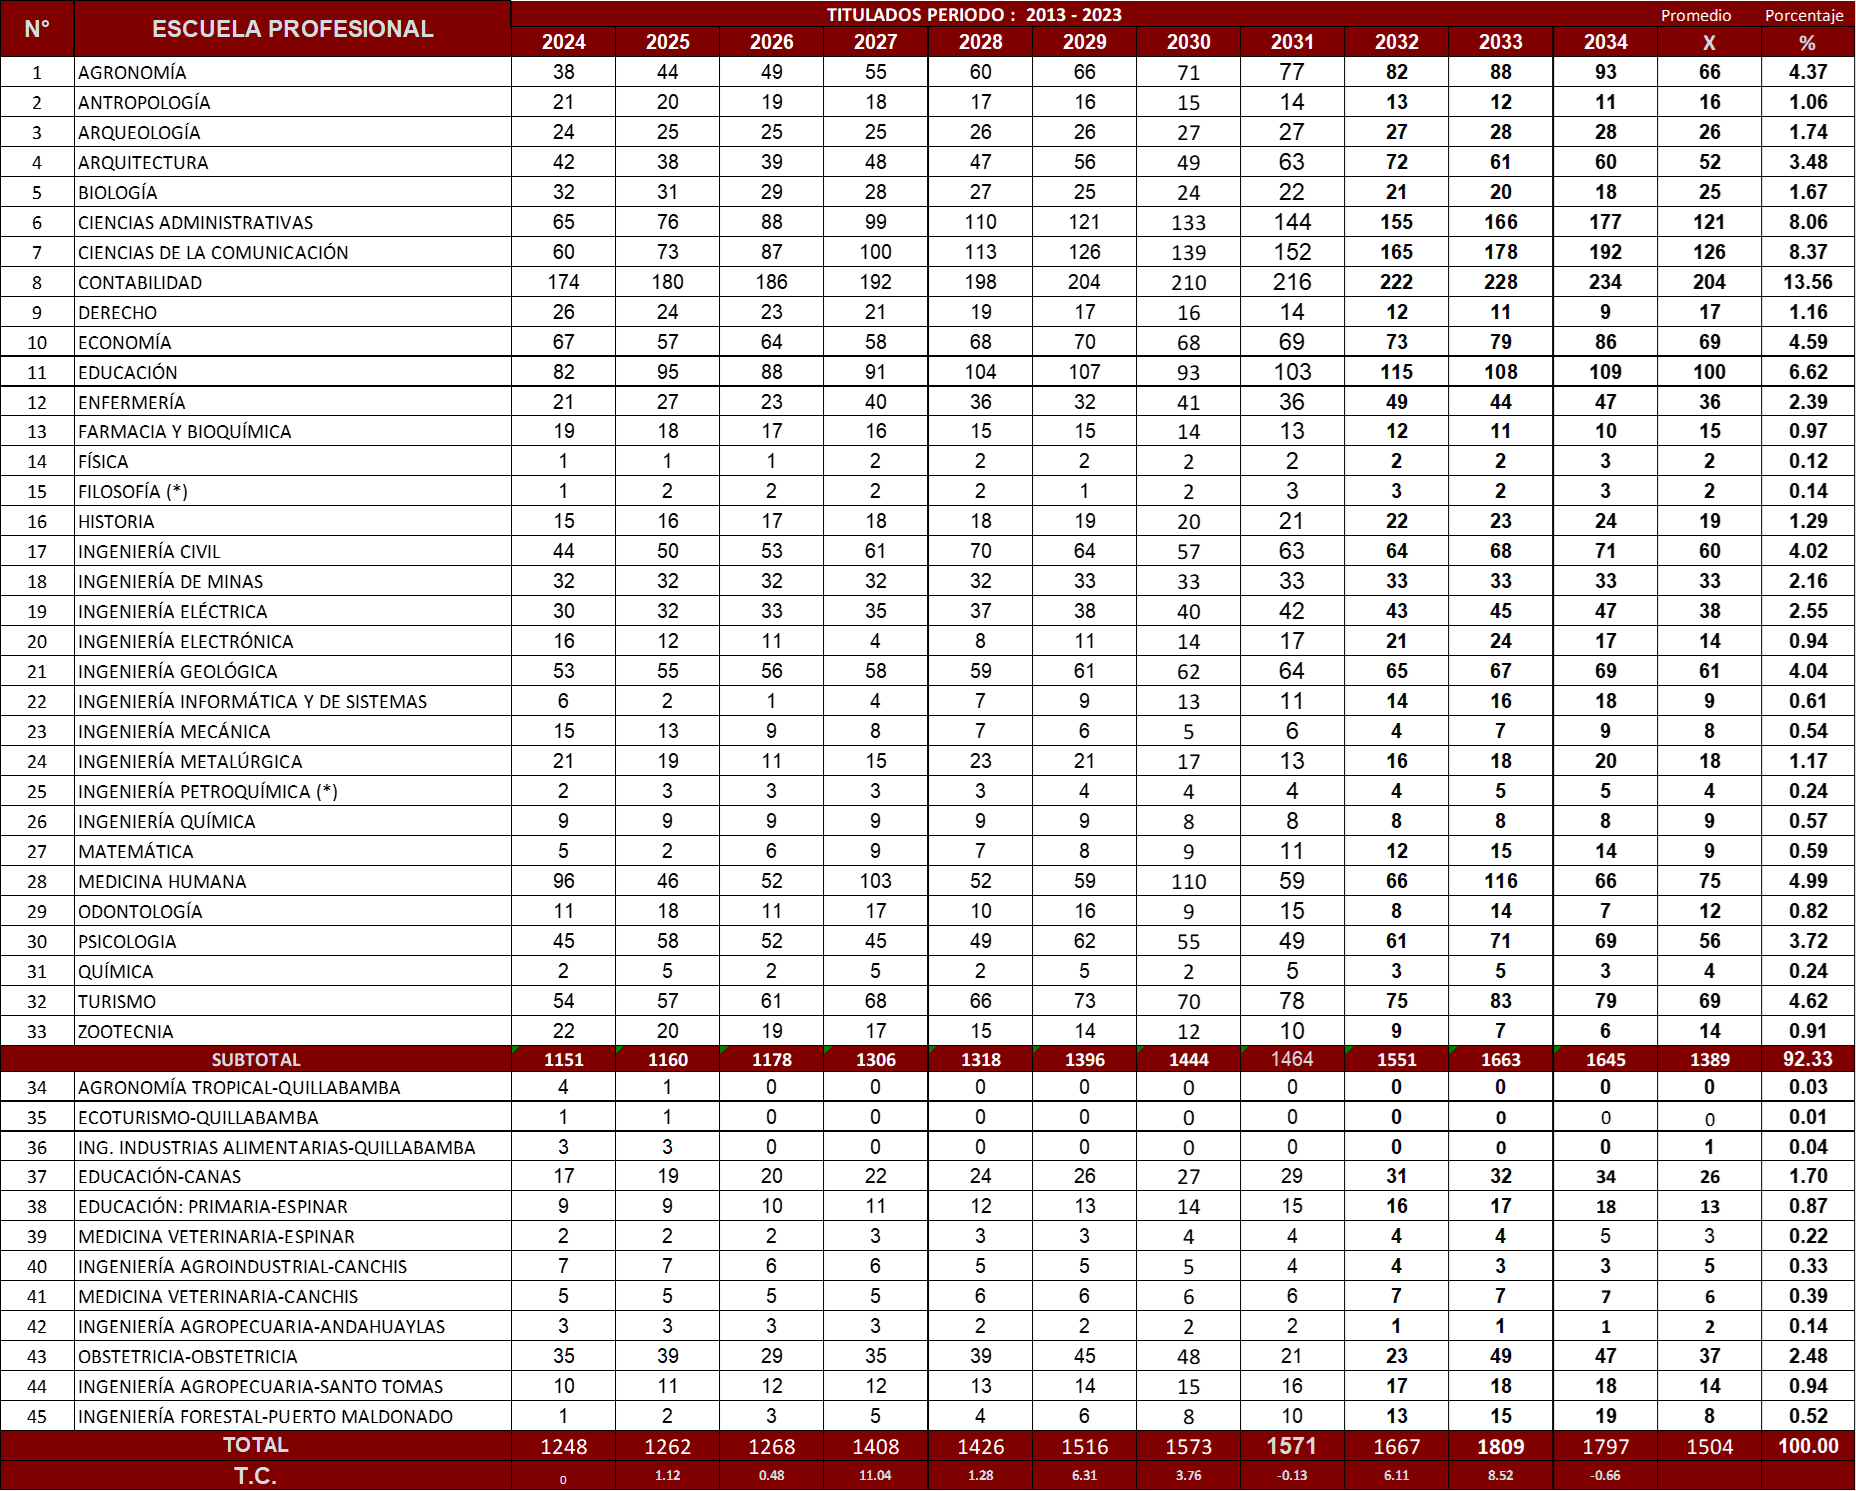 N° ESCUELA PROFESIONAL TITULADOS PERIODO : 2013 - 2023 Promedio Porcentaje
2024 2025 2026 2027 2028 2029 2030 2031 2032 2033 2034 X %
1 AGRONOMÍA 38 44 49 55 60 66 71 77 82 88 93 66 4.37
2 ANTROPOLOGÍA 21 20 19 18 17 16 15 14 13 12 11 16 1.06
3 ARQUEOLOGÍA 24 25 25 25 26 26 27 27 27 28 28 26 1.74
4 ARQUITECTURA 42 38 39 48 47 56 49 63 72 61 60 52 3.48
5 BIOLOGÍA 32 31 29 28 27 25 24 22 21 20 18 25 1.67
6 CIENCIAS ADMINISTRATIVAS 65 76 88 99 110 121 133 144 155 166 177 121 8.06
7 CIENCIAS DE LA COMUNICACIÓN 60 73 87 100 113 126 139 152 165 178 192 126 8.37
8 CONTABILIDAD 174 180 186 192 198 204 210 216 222 228 234 204 13.56
9 DERECHO 26 24 23 21 19 17 16 14 12 11 9 17 1.16
10 ECONOMÍA 67 57 64 58 68 70 68 69 73 79 86 69 4.59
11 EDUCACIÓN 82 95 88 91 104 107 93 103 115 108 109 100 6.62
12 ENFERMERÍA 21 27 23 40 36 32 41 36 49 44 47 36 2.39
13 FARMACIA Y BIOQUÍMICA 19 18 17 16 15 15 14 13 12 11 10 15 0.97
14 FÍSICA 1 1 1 2 2 2 2 2 2 2 3 2 0.12
15 FILOSOFÍA (*) 1 2 2 2 2 1 2 3 3 2 3 2 0.14
16 HISTORIA 15 16 17 18 18 19 20 21 22 23 24 19 1.29
17 INGENIERÍA CIVIL 44 50 53 61 70 64 57 63 64 68 71 60 4.02
18 INGENIERÍA DE MINAS 32 32 32 32 32 33 33 33 33 33 33 33 2.16
19 INGENIERÍA ELÉCTRICA 30 32 33 35 37 38 40 42 43 45 47 38 2.55
20 INGENIERÍA ELECTRÓNICA 16 12 11 4 8 11 14 17 21 24 17 14 0.94
21 INGENIERÍA GEOLÓGICA 53 55 56 58 59 61 62 64 65 67 69 61 4.04
22 INGENIERÍA INFORMÁTICA Y DE SISTEMAS 6 2 1 4 7 9 13 11 14 16 18 9 0.61
23 INGENIERÍA MECÁNICA 15 13 9 8 7 6 5 6 4 7 9 8 0.54
24 INGENIERÍA METALÚRGICA 21 19 11 15 23 21 17 13 16 18 20 18 1.17
25 INGENIERÍA PETROQUÍMICA (*) 2 3 3 3 3 4 4 4 4 5 5 4 0.24
26 INGENIERÍA QUÍMICA 9 9 9 9 9 9 8 8 8 8 8 9 0.57
27 MATEMÁTICA 5 2 6 9 7 8 9 11 12 15 14 9 0.59
28 MEDICINA HUMANA 96 46 52 103 52 59 110 59 66 116 66 75 4.99
29 ODONTOLOGÍA 11 18 11 17 10 16 9 15 8 14 7 12 0.82
30 PSICOLOGIA 45 58 52 45 49 62 55 49 61 71 69 56 3.72
31 QUÍMICA 2 5 2 5 2 5 2 5 3 5 3 4 0.24
32 TURISMO 54 57 61 68 66 73 70 78 75 83 79 69 4.62
33 ZOOTECNIA 22 20 19 17 15 14 12 10 9 7 6 14 0.91
SUBTOTAL 1151 1160 1178 1306 1318 1396 1444 1464 1551 1663 1645 1389 92.33
34 AGRONOMÍA TROPICAL-QUILLABAMBA 4 1 0 0 0 0 0 0 0 0 0 0 0.03
35 ECOTURISMO-QUILLABAMBA 1 1 0 0 0 0 0 0 0 0 0 0 0.01
36 ING. INDUSTRIAS ALIMENTARIAS-QUILLABAMBA 3 3 0 0 0 0 0 0 0 0 0 1 0.04
37 EDUCACIÓN-CANAS 17 19 20 22 24 26 27 29 31 32 34 26 1.70
38 EDUCACIÓN: PRIMARIA-ESPINAR 9 9 10 11 12 13 14 15 16 17 18 13 0.87
39 MEDICINA VETERINARIA-ESPINAR 2 2 2 3 3 3 4 4 4 4 5 3 0.22
40 INGENIERÍA AGROINDUSTRIAL-CANCHIS 7 7 6 6 5 5 5 4 4 3 3 5 0.33
41 MEDICINA VETERINARIA-CANCHIS 5 5 5 5 6 6 6 6 7 7 7 6 0.39
42 INGENIERÍA AGROPECUARIA-ANDAHUAYLAS 3 3 3 3 2 2 2 2 1 1 1 2 0.14
43 OBSTETRICIA-OBSTETRICIA 35 39 29 35 39 45 48 21 23 49 47 37 2.48
44 INGENIERÍA AGROPECUARIA-SANTO TOMAS 10 11 12 12 13 14 15 16 17 18 18 14 0.94
45 INGENIERÍA FORESTAL-PUERTO MALDONADO 1 2 3 5 4 6 8 10 13 15 19 8 0.52
TOTAL 1248 1262 1268 1408 1426 1516 1573 1571 1667 1809 1797 1504 100.00
T.C. 0 1.12 0.48 11.04 1.28 6.31 3.76 -0.13 6.11 8.52 -0.66